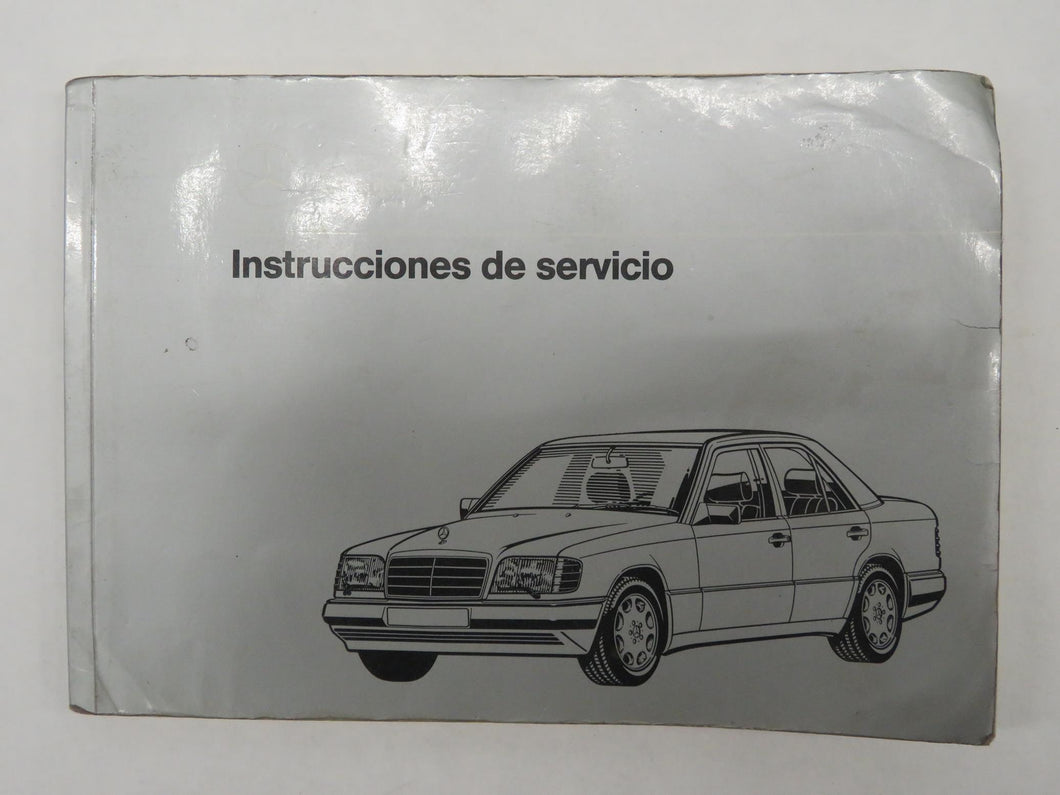 Instrucciones de servicio